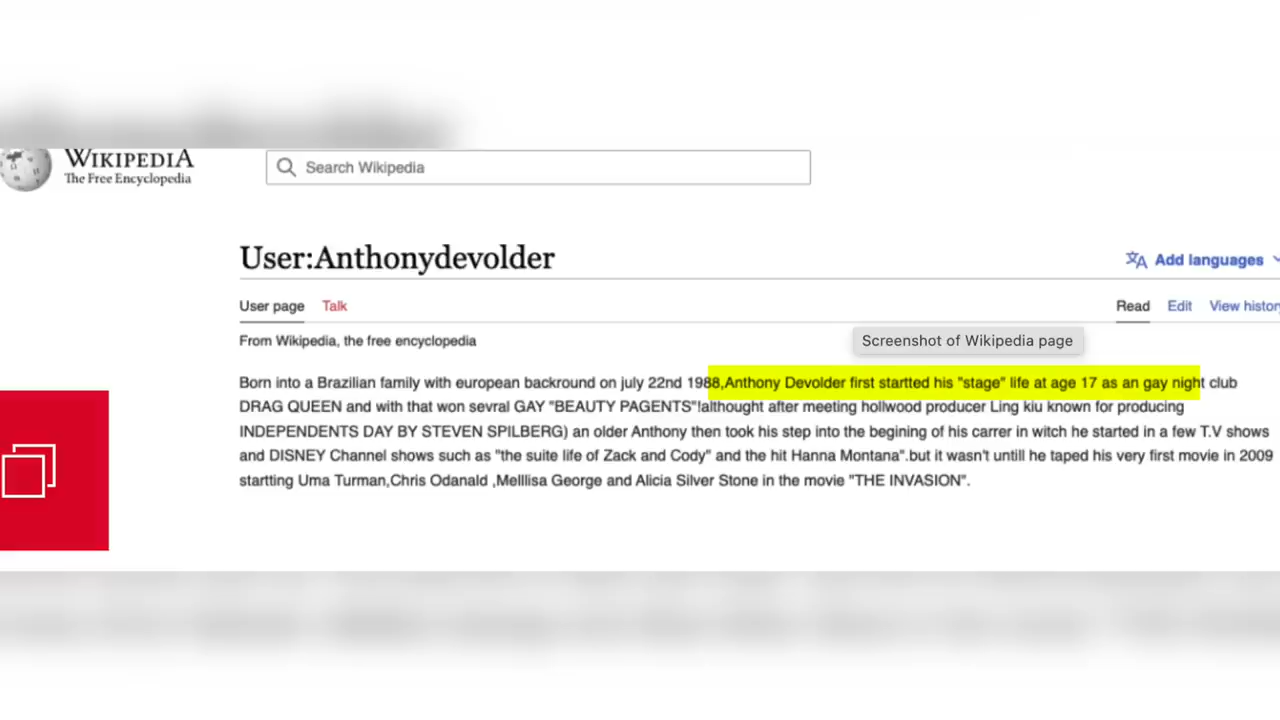 WIKIPEDIA
The Free Encyclopedia
Search Wikipedia
User:Anthonydevolder
Add languages
User page Talk
Read Edit View history
From Wikipedia, the free encyclopedia
Screenshot of Wikipedia page
Born into a Brazilian family with european backround on july 22nd 1988,Anthony Devolder first startted his "stage" life at age 17 as an gay night club
DRAG QUEEN and with that won sevral GAY "BEAUTY PAGENTS"!althought after meeting hollwood producer Ling kiu known for producing
INDEPENDENTS DAY BY STEVEN SPILBERG) an older Anthony then took his step into the begining of his carrer in witch he started in a few T.V shows
and DISNEY Channel shows such as "the suite life of Zack and Cody" and the hit Hanna Montana".but it wasn't untill he taped his very first movie in 2009
startting Uma Turman,Chris Odanald ,Melllisa George and Alicia Silver Stone in the movie "THE INVASION".